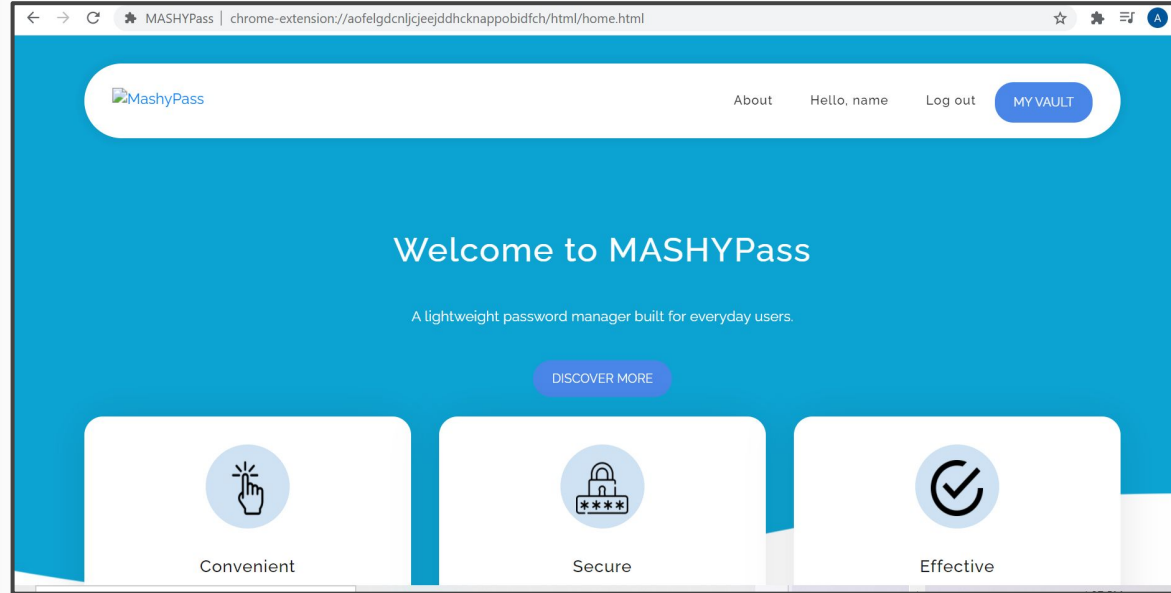 MASHYPass | chrome-extension://aofelgdcnljcjeejddhcknappobidfch/html/home.html
A
MashyPass
About Hello, name Log out MY VAULT
Welcome to MASHYPass
A lightweight password manager built for everyday users.
DISCOVER MORE
****
Convenient Secure Effective